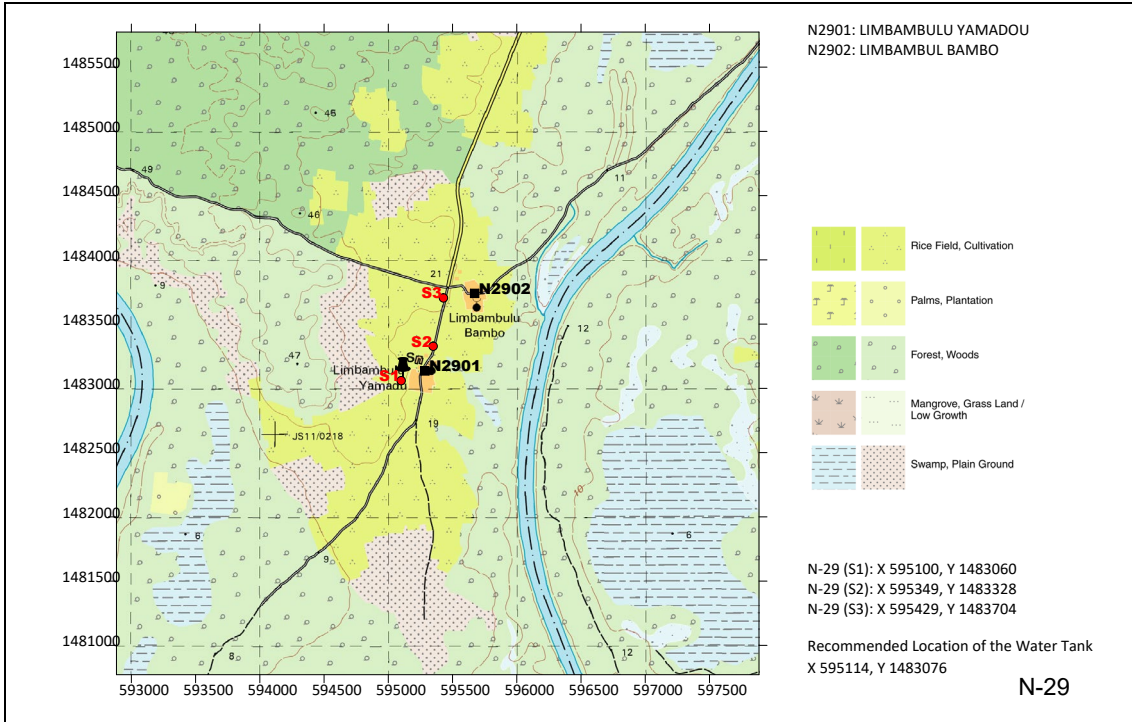 N2901: LIMBAMBULU YAMADOU
N2902: LIMBAMBUL BAMBO
1485500
1485000
1484500
1484000
1483500
1483000
1482500
1482000
1481500
1481000
45
49
46
11
9
21
S3
N2902
Limbambulu
Bambo
12
S2
47
N2901
S1
Yamadu
19
JS11/0218
10
6
6
9
8
12
593000 593500 594000 594500 595000 595500 596000 596500 597000 597500
Rice Field, Cultivation
Palms, Plantation
Forest, Woods
Mangrove, Grass Land /
Low Growth
Swamp, Plain Ground
N-29 (S1): X 595100, Y 1483060
N-29 (S2): X 595349, Y 1483328
N-29 (S3): X 595429, Y 1483704
Recommended Location of the Water Tank
X 595114, Y 1483076
N-29